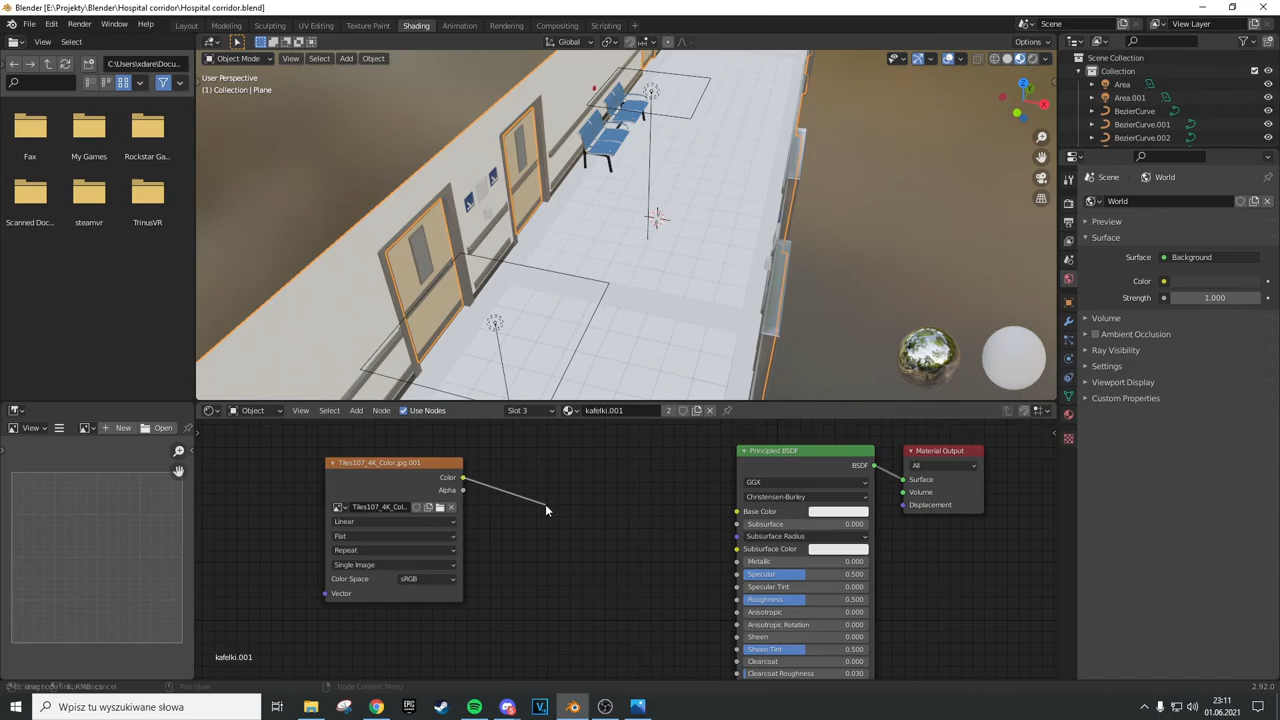 Blender [E:\Projekty\Hospital corridor\Hospital corridor.blend]
File Edit Render Window Help Layout Modeling Sculpting UV Editing Texture Paint Shading Animation Rendering Compositing Scripting Scene View Layer
View Select Global Options
C:\Users\xdare\Docu... Object Mode View Select Add Object Scene Collection
User Perspective
(1) Collection | Plane
Collection
Area
Area.001
BezierCurve
BezierCurve.001
BezierCurve.002
Fax My Games Rockstar Ga...
Scanned Doc... steamvr TrinusVR
Scene World
World
Preview
Surface
Surface Background
Color
Strength 1.000
Volume
Ambient Occlusion
Ray Visibility
Settings
Viewport Display
Custom Properties
Object View Select Add Node Use Nodes Slot 3 kafelki.001 2
View New Open
Tiles107_4K_Color.jpg.001
Color
Alpha
Tiles107_4K_Col...
Linear
Flat
Repeat
Single Image
Color Space sRGB
Vector
Principled BSDF
BSDF
GGX
Christensen-Burley
Base Color
Subsurface 0.000
Subsurface Radius
Subsurface Color
Metallic 0.000
Specular 0.500
Specular Tint 0.000
Roughness 0.500
Anisotropic 0.000
Anisotropic Rotation 0.000
Sheen 0.000
Sheen Tint 0.500
Clearcoat 0.000
Clearcoat Roughness 0.030
Material Output
All
Surface
Volume
Displacement
kafelki.001
Pan View Node Context Menu 2.92.0
Wpisz tu wyszukiwane słowa
23:11
01.06.2021